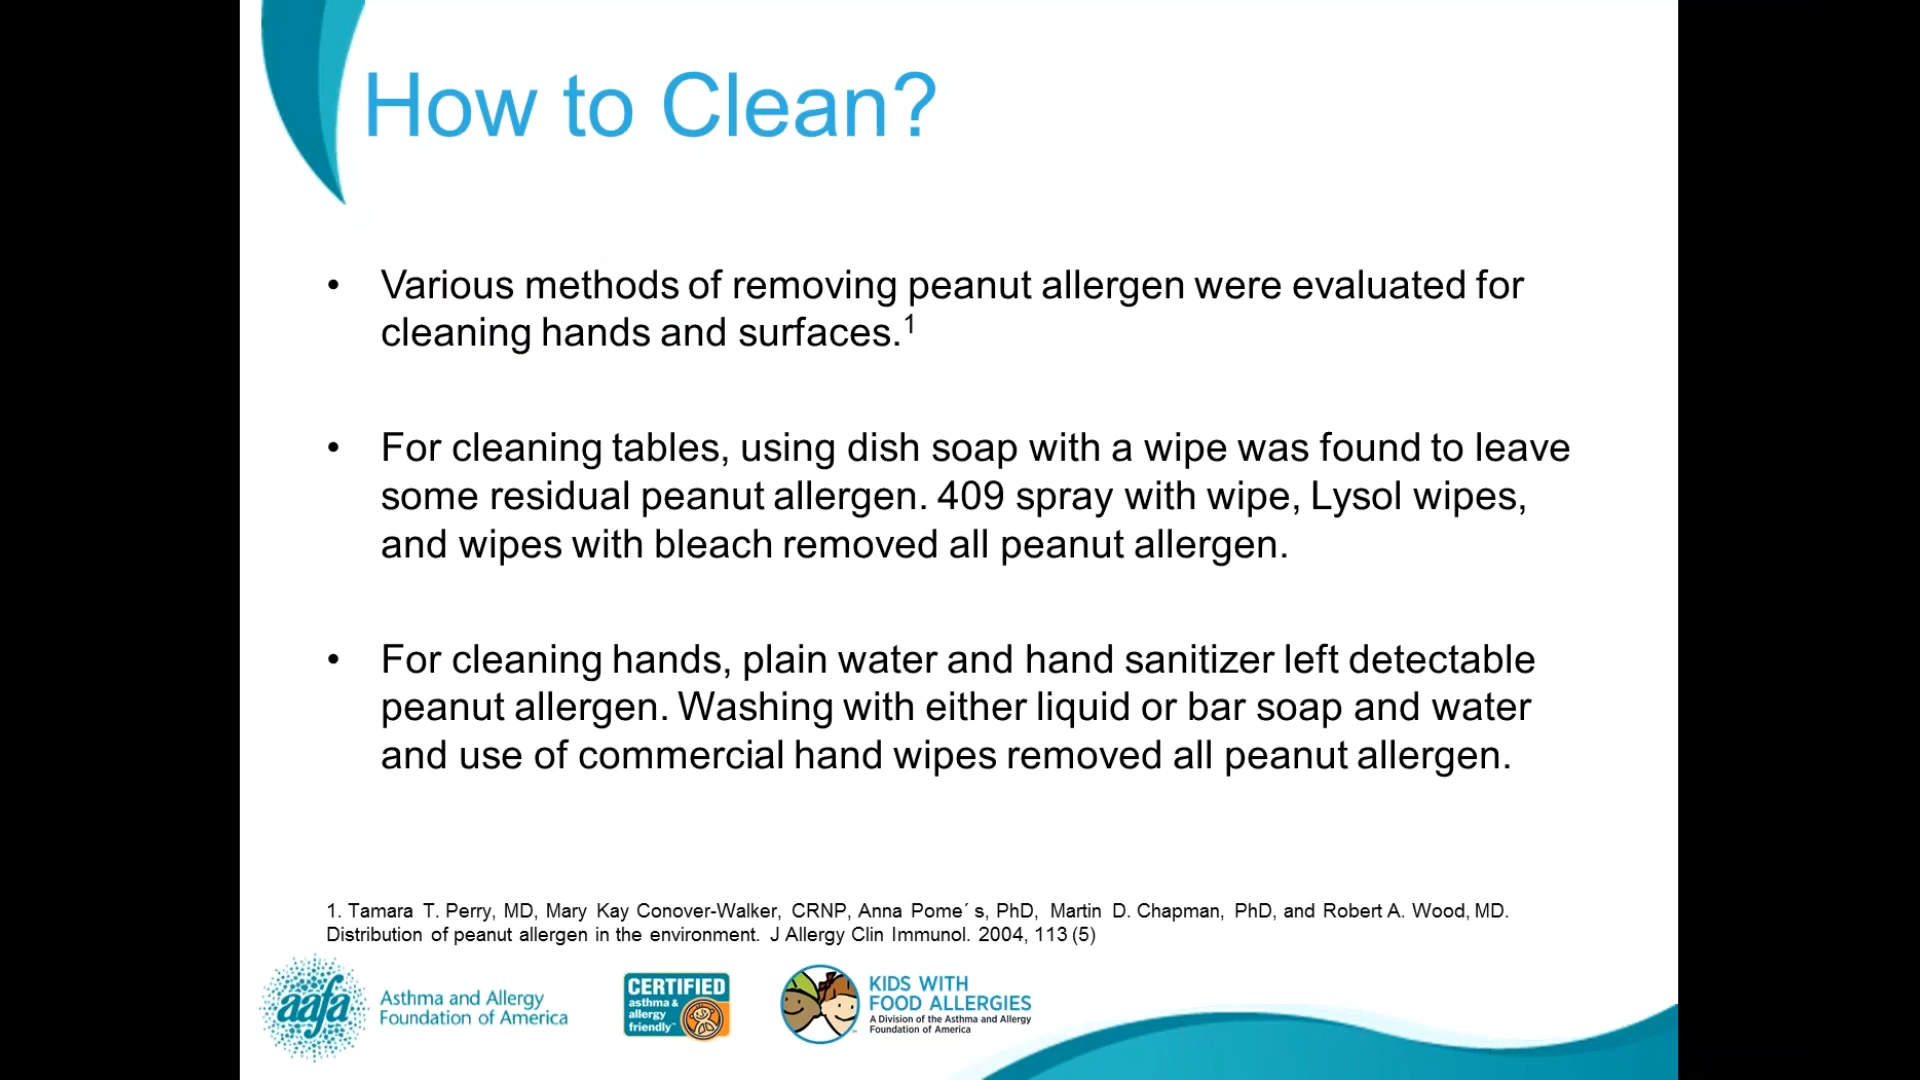 How to Clean?
• Various methods of removing peanut allergen were evaluated for
cleaning hands and surfaces.¹
• For cleaning tables, using dish soap with a wipe was found to leave
some residual peanut allergen. 409 spray with wipe, Lysol wipes,
and wipes with bleach removed all peanut allergen.
• For cleaning hands, plain water and hand sanitizer left detectable
peanut allergen. Washing with either liquid or bar soap and water
and use of commercial hand wipes removed all peanut allergen.
1. Tamara T. Perry, MD, Mary Kay Conover-Walker, CRNP, Anna Pome´ s, PhD, Martin D. Chapman, PhD, and Robert A. Wood, MD.
Distribution of peanut allergen in the environment. J Allergy Clin Immunol. 2004, 113 (5)
aafa
Asthma and Allergy
Foundation of America
CERTIFIED
asthma &
allergy
friendly™
KIDS WITH
FOOD ALLERGIES
A Division of the Asthma and Allergy
Foundation of America